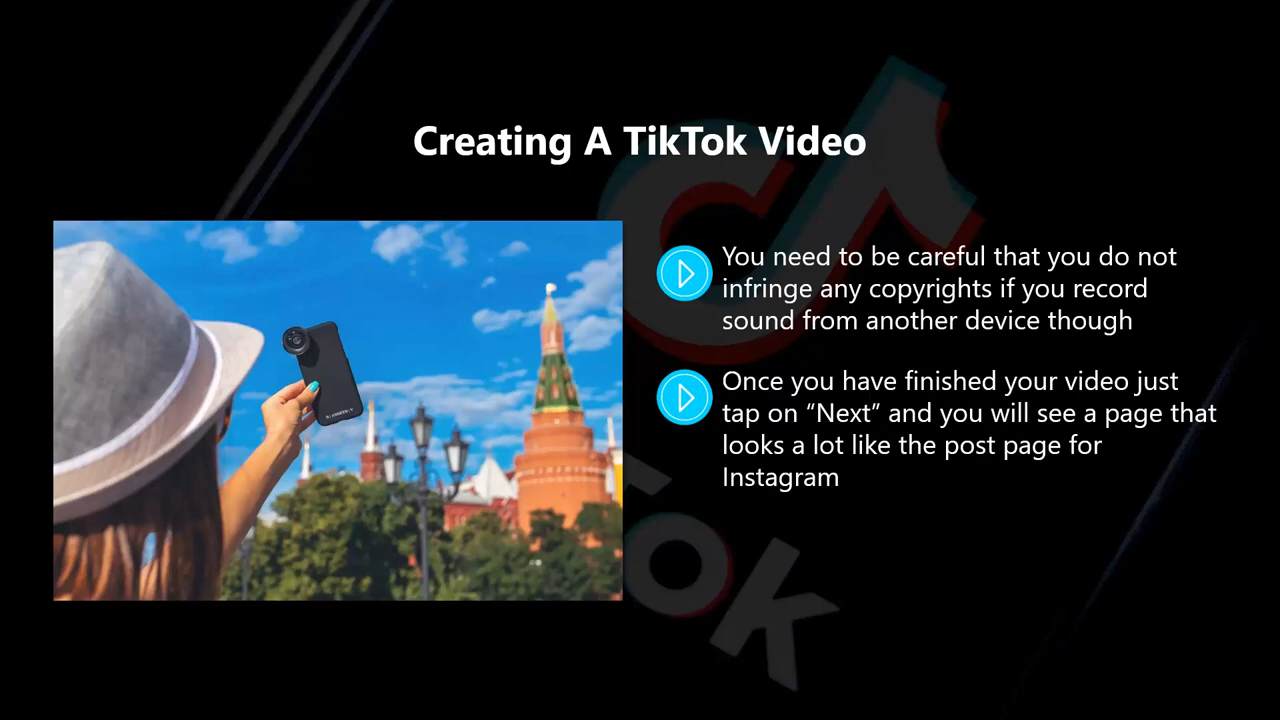 Creating A TikTok Video
You need to be careful that you do not
infringe any copyrights if you record
sound from another device though
Once you have finished your video just
tap on “Next” and you will see a page that
looks a lot like the post page for
Instagram
Tok